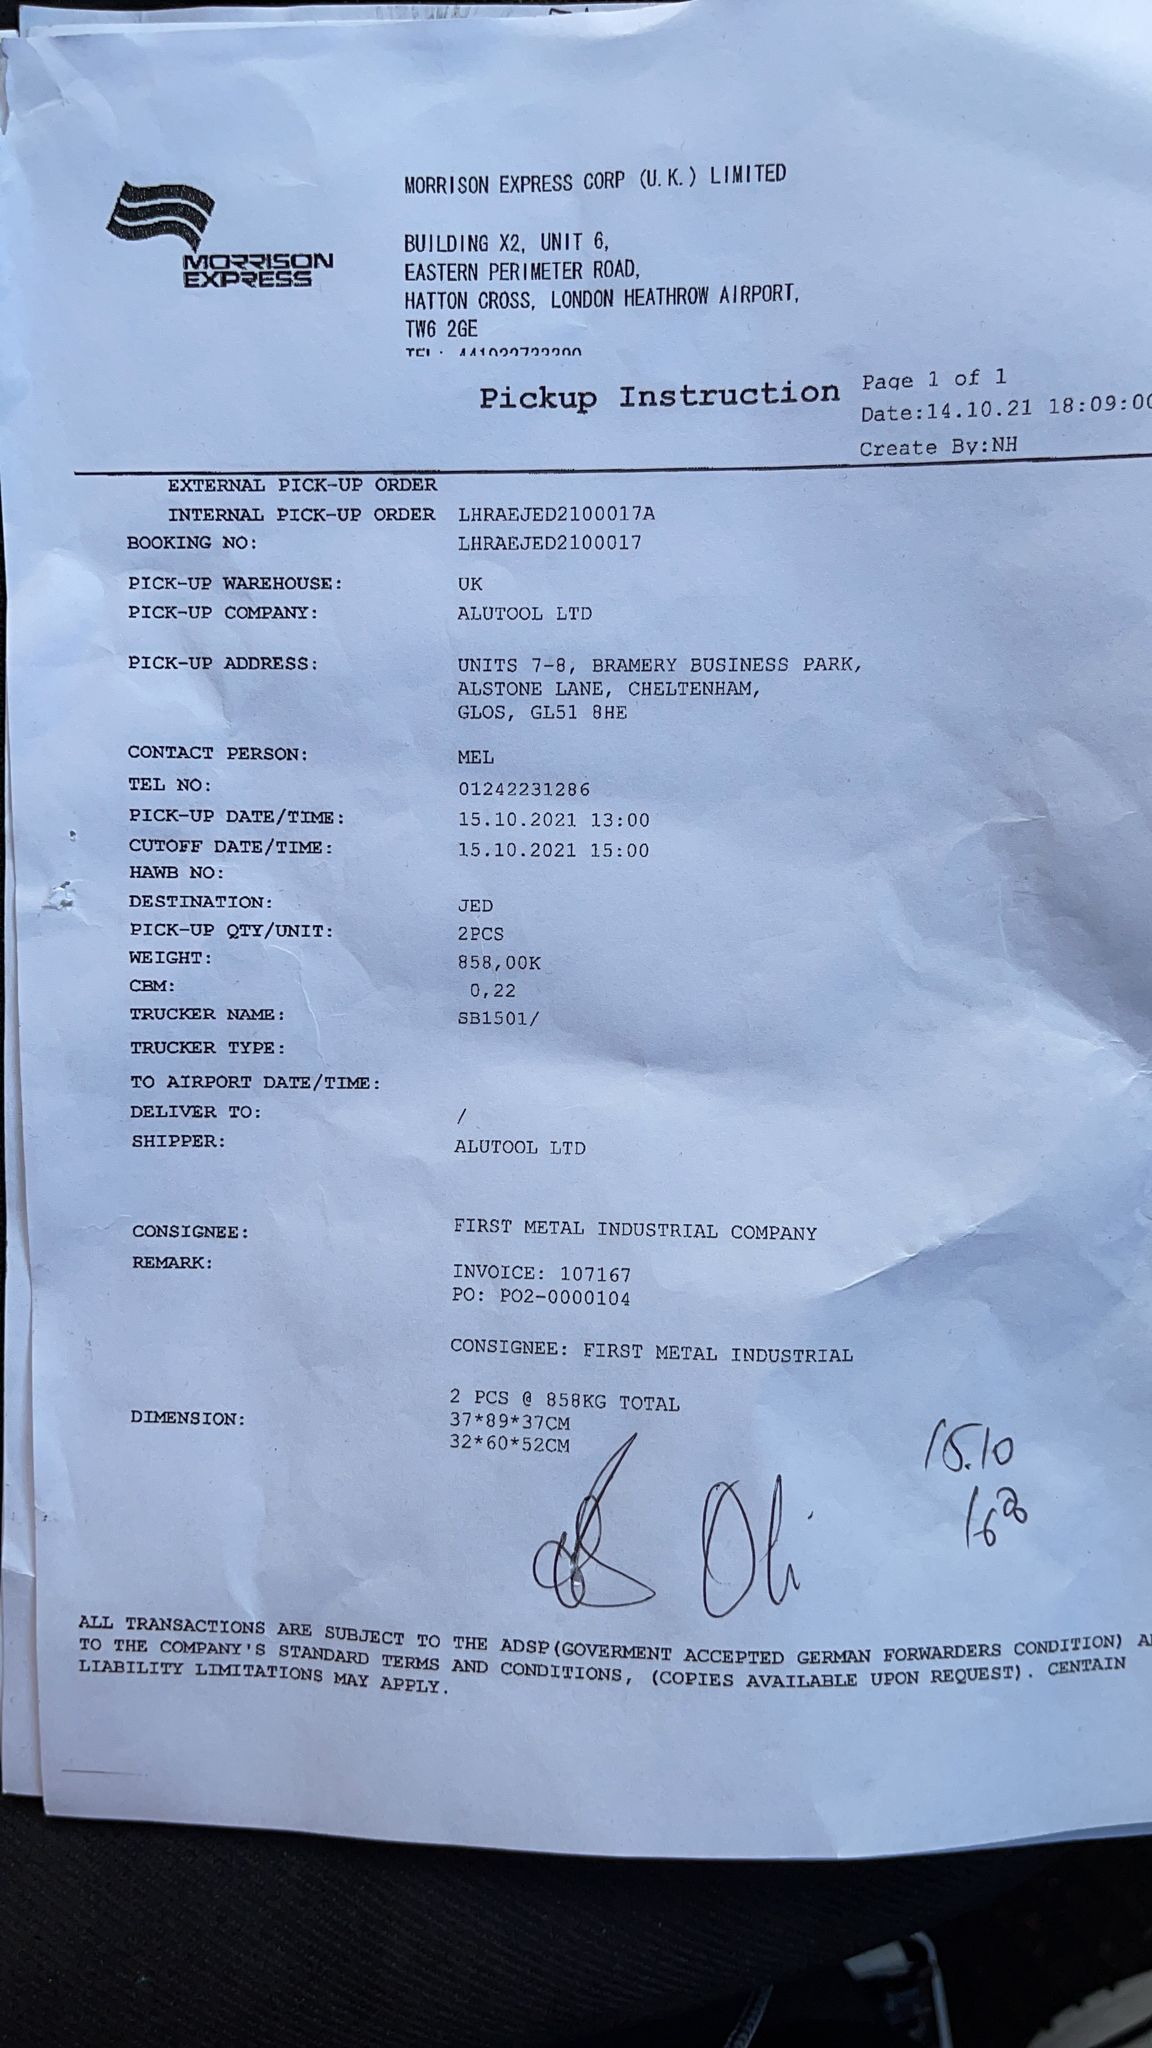 MORRISON EXPRESS CORP (U.K.) LIMITED
MORRISON
EXPRESS
BUILDING X2, UNIT 6,
EASTERN PERIMETER ROAD,
HATTON CROSS, LONDON HEATHROW AIRPORT,
TW6 2GE
TEL:
Pickup Instruction
Page 1 of 1
Date:14.10.21 18:09:00
Create By:NH
EXTERNAL PICK-UP ORDER
INTERNAL PICK-UP ORDER LHRAEJED2100017A
BOOKING NO: LHRAEJED2100017
PICK-UP WAREHOUSE: UK
PICK-UP COMPANY: ALUTOOL LTD
PICK-UP ADDRESS: UNITS 7-8, BRAMERY BUSINESS PARK,
ALSTONE LANE, CHELTENHAM,
GLOS, GL51 8HE
CONTACT PERSON: MEL
TEL NO: 01242231286
PICK-UP DATE/TIME: 15.10.2021 13:00
CUTOFF DATE/TIME: 15.10.2021 15:00
HAWB NO:
DESTINATION: JED
PICK-UP QTY/UNIT: 2PCS
WEIGHT: 858,00K
CBM: 0,22
TRUCKER NAME: SB1501/
TRUCKER TYPE:
TO AIRPORT DATE/TIME:
DELIVER TO: /
SHIPPER: ALUTOOL LTD
CONSIGNEE: FIRST METAL INDUSTRIAL COMPANY
REMARK: INVOICE: 107167
PO: PO2-0000104
CONSIGNEE: FIRST METAL INDUSTRIAL
2 PCS @ 858KG TOTAL
DIMENSION: 37*89*37CM
32*60*52CM
15.10
Oli
ALL TRANSACTIONS ARE SUBJECT TO THE ADSP(GOVERMENT ACCEPTED GERMAN FORWARDERS CONDITION)
TO THE COMPANY'S STANDARD TERMS AND CONDITIONS, (COPIES AVAILABLE UPON REQUEST). CENTAIN
LIABILITY LIMITATIONS MAY APPLY.